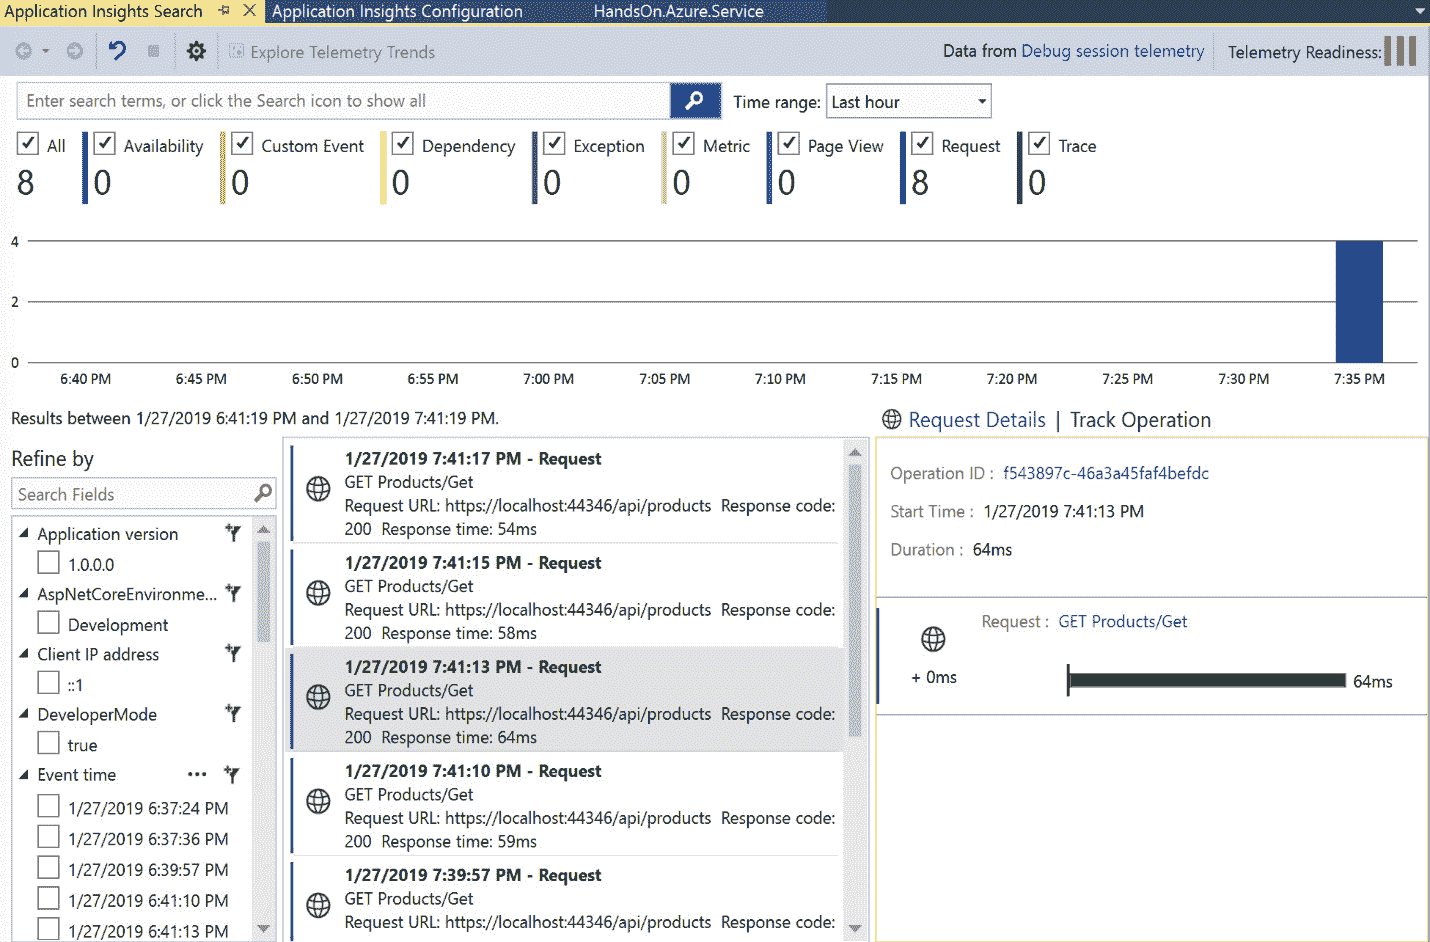 Application Insights Search
Application Insights Configuration
HandsOn.Azure.Service
Explore Telemetry Trends
Data from Debug session telemetry
Telemetry Readiness:
Enter search terms, or click the Search icon to show all
Time range:
Last hour
All
Availability
Custom Event
Dependency
Exception
Metric
Page View
Request
Trace
8
0
0
0
0
0
0
8
0
4
2
0
6:40 PM
6:45 PM
6:50 PM
6:55 PM
7:00 PM
7:05 PM
7:10 PM
7:15 PM
7:20 PM
7:25 PM
7:30 PM
7:35 PM
Results between 1/27/2019 6:41:19 PM and 1/27/2019 7:41:19 PM.
Refine by
Search Fields
Application version
1.0.0.0
AspNetCoreEnvironme...
Development
Client IP address
::1
DeveloperMode
true
Event time
1/27/2019 6:37:24 PM
1/27/2019 6:37:36 PM
1/27/2019 6:39:57 PM
1/27/2019 6:41:10 PM
1/27/2019 6:41:13 PM
1/27/2019 7:41:17 PM - Request
GET Products/Get
Request URL: https://localhost:44346/api/products Response code:
200 Response time: 54ms
1/27/2019 7:41:15 PM - Request
GET Products/Get
Request URL: https://localhost:44346/api/products Response code:
200 Response time: 58ms
1/27/2019 7:41:13 PM - Request
GET Products/Get
Request URL: https://localhost:44346/api/products Response code:
200 Response time: 64ms
1/27/2019 7:41:10 PM - Request
GET Products/Get
Request URL: https://localhost:44346/api/products Response code:
200 Response time: 59ms
1/27/2019 7:39:57 PM - Request
GET Products/Get
Request URL: https://localhost:44346/api/products Response code:
Request Details | Track Operation
Operation ID : f543897c-46a3a45faf4befdc
Start Time : 1/27/2019 7:41:13 PM
Duration : 64ms
Request : GET Products/Get
+ 0ms
64ms